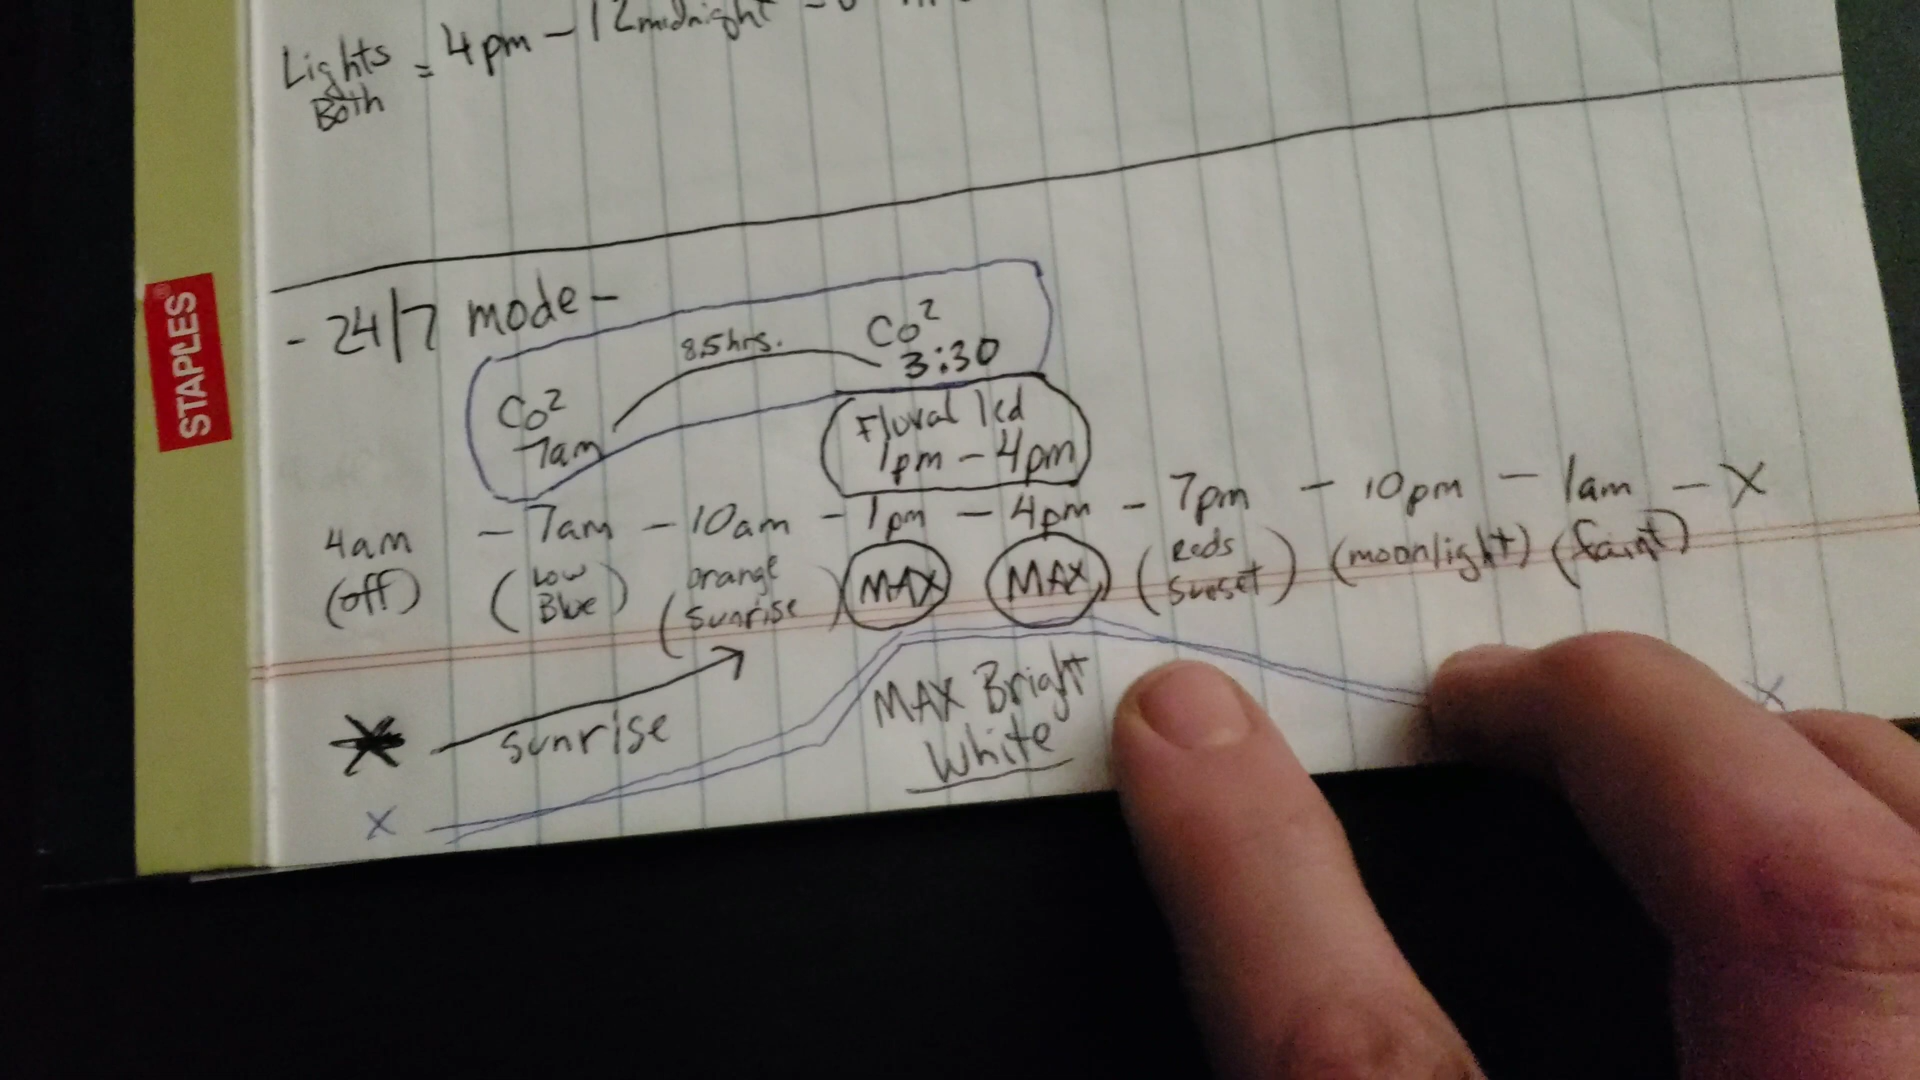 Lights = 4pm - 12midnight -
Both
- 24/7 mode -
8.5hrs.
Co²
3:30
Co²
7am
Fluval led
1pm - 4pm
4am - 7am - 10am - 1pm - 4pm - 7pm - 10pm - 1am - X
(off) (Low Blue) (orange sunrise) MAX MAX (Reds Sunset) (moonlight) (faint)
sunrise
MAX Bright
White
X
X
STAPLES®